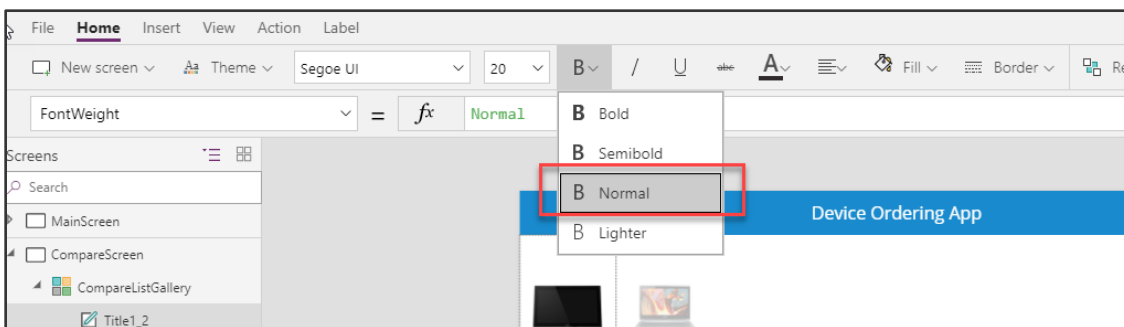 File Home Insert View Action Label
New screen Aa Theme Segoe UI 20 B / U abc A Fill Border Re
FontWeight = fx Normal
B Bold
Screens
B Semibold
Search
B Normal
MainScreen
Device Ordering App
B Lighter
CompareScreen
CompareListGallery
Title1_2